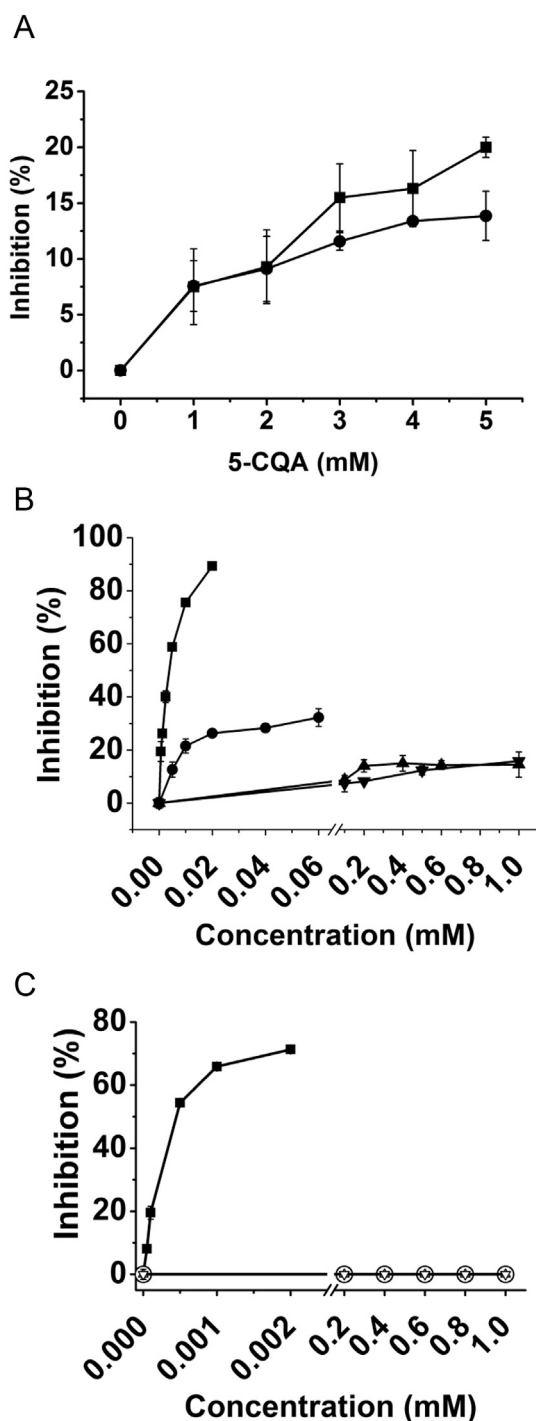 A
25
20
15
10
5
0
Inhibition (%)
0 1 2 3 4 5
5-CQA (mM)
B
100
80
60
40
20
0
Inhibition (%)
0.00 0.02 0.04 0.06 0.2 0.4 0.6 0.8 1.0
Concentration (mM)
C
80
60
40
20
0
Inhibition (%)
0.000 0.001 0.002 0.2 0.4 0.6 0.8 1.0
Concentration (mM)